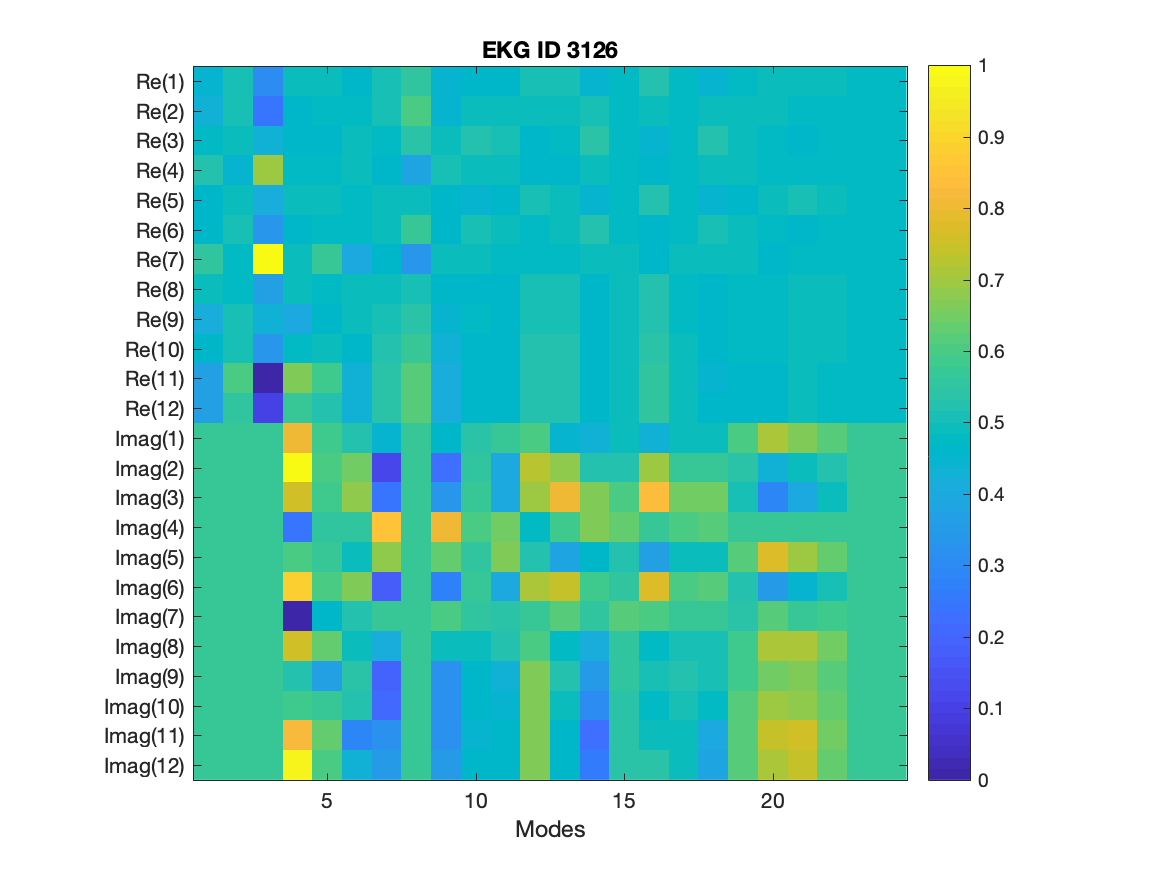 EKG ID 3126
Re(1)
Re(2)
Re(3)
Re(4)
Re(5)
Re(6)
Re(7)
Re(8)
Re(9)
Re(10)
Re(11)
Re(12)
Imag(1)
Imag(2)
Imag(3)
Imag(4)
Imag(5)
Imag(6)
Imag(7)
Imag(8)
Imag(9)
Imag(10)
Imag(11)
Imag(12)
5 10 15 20
Modes
1
0.9
0.8
0.7
0.6
0.5
0.4
0.3
0.2
0.1
0